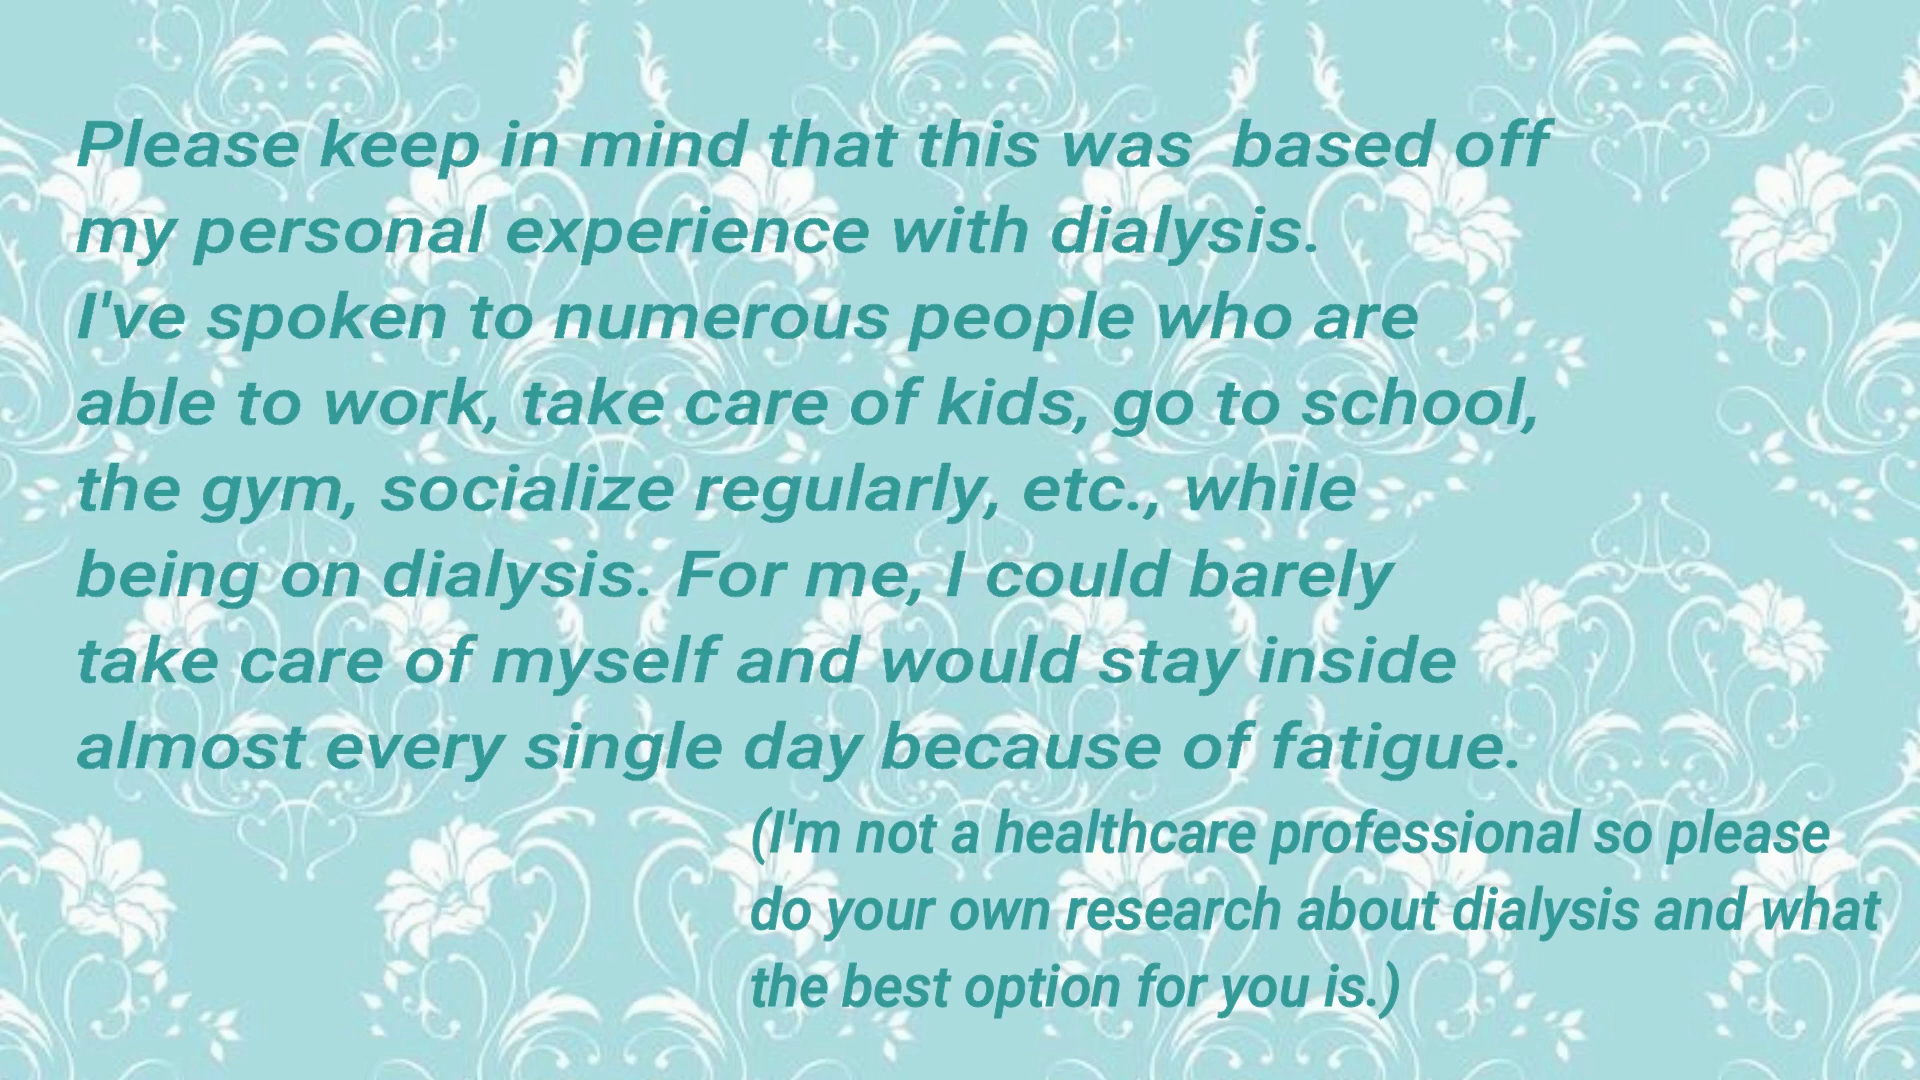 Please keep in mind that this was  based off
my personal experience with dialysis.
I've spoken to numerous people who are
able to work, take care of kids, go to school,
the gym, socialize regularly, etc., while
being on dialysis. For me, I could barely
take care of myself and would stay inside
almost every single day because of fatigue.
(I'm not a healthcare professional so please
do your own research about dialysis and what
the best option for you is.)